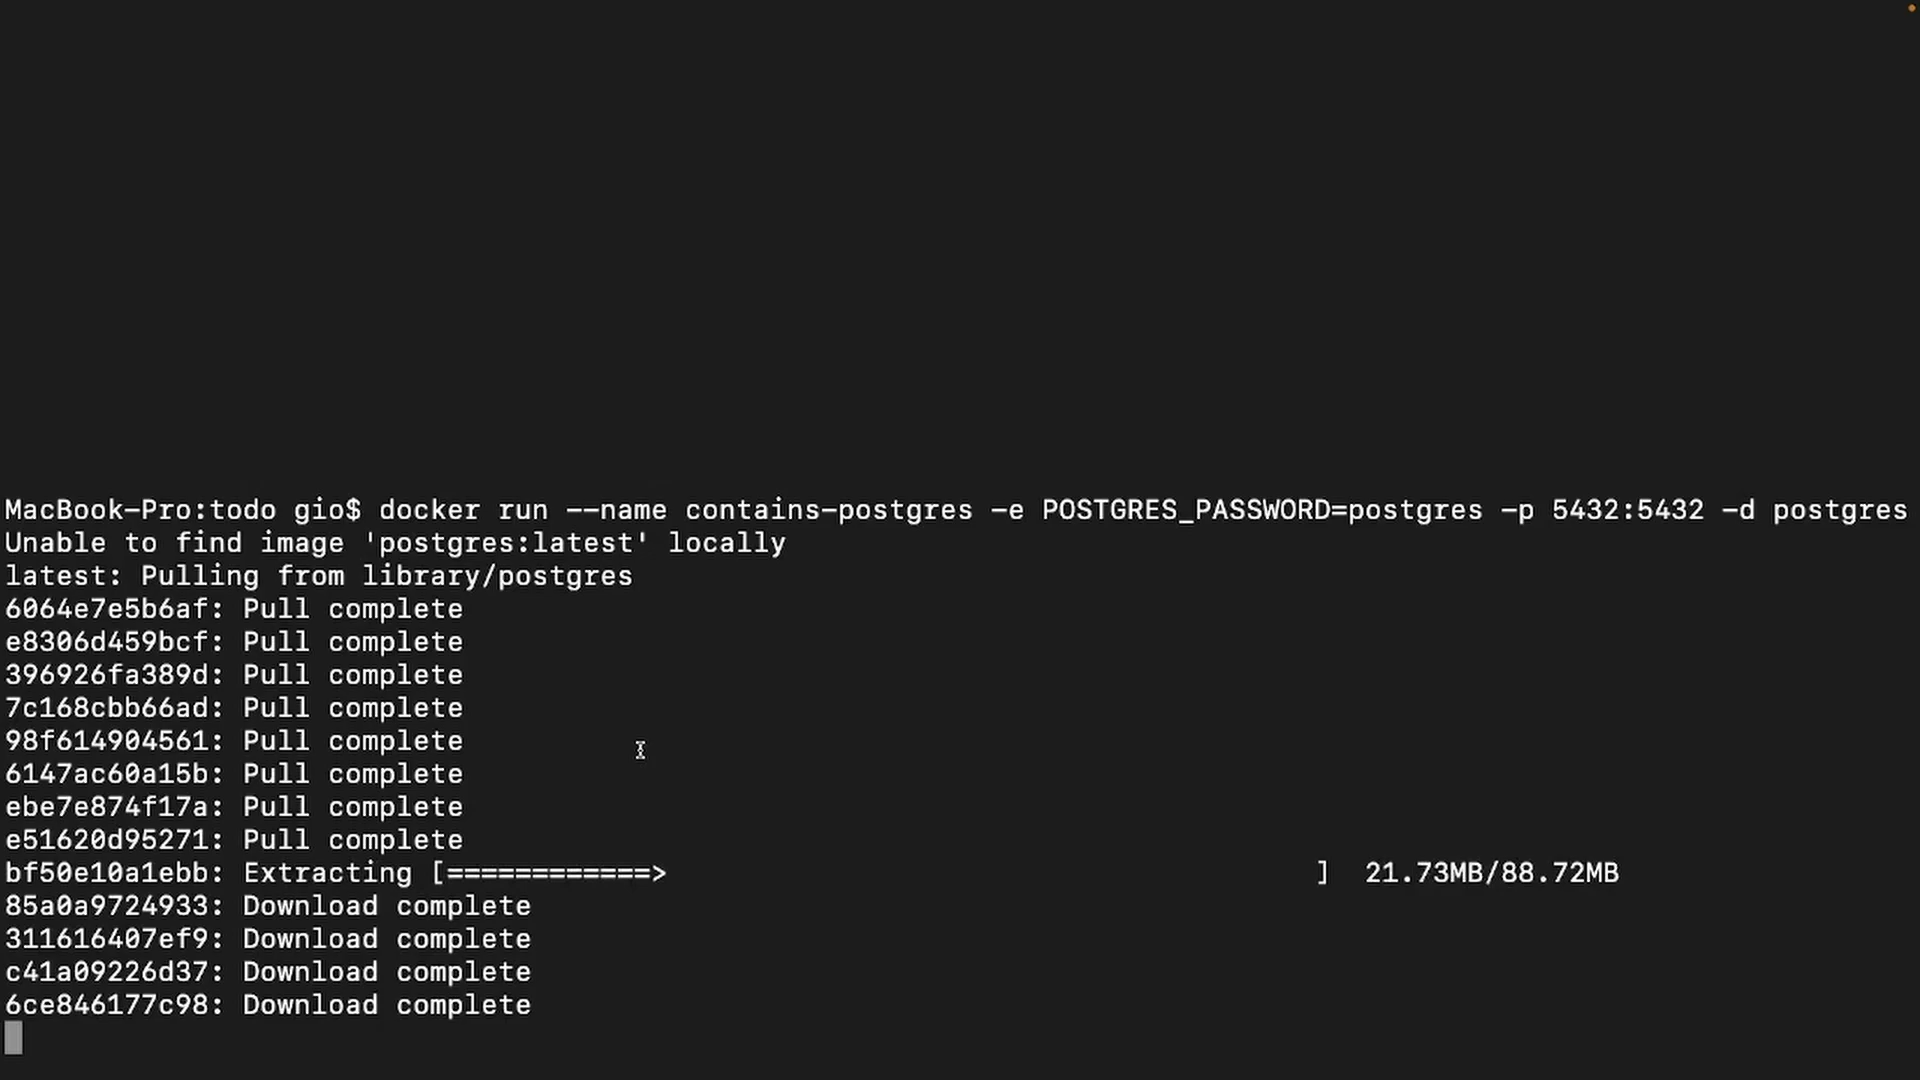 MacBook-Pro:todo gio$ docker run --name contains-postgres -e POSTGRES_PASSWORD=postgres -p 5432:5432 -d postgres
Unable to find image 'postgres:latest' locally
latest: Pulling from library/postgres
6064e7e5b6af: Pull complete
e8306d459bcf: Pull complete
396926fa389d: Pull complete
7c168cbb66ad: Pull complete
98f614904561: Pull complete
6147ac60a15b: Pull complete
ebe7e874f17a: Pull complete
e51620d95271: Pull complete
bf50e10a1ebb: Extracting [============>                                      ]  21.73MB/88.72MB
85a0a9724933: Download complete
311616407ef9: Download complete
c41a09226d37: Download complete
6ce846177c98: Download complete